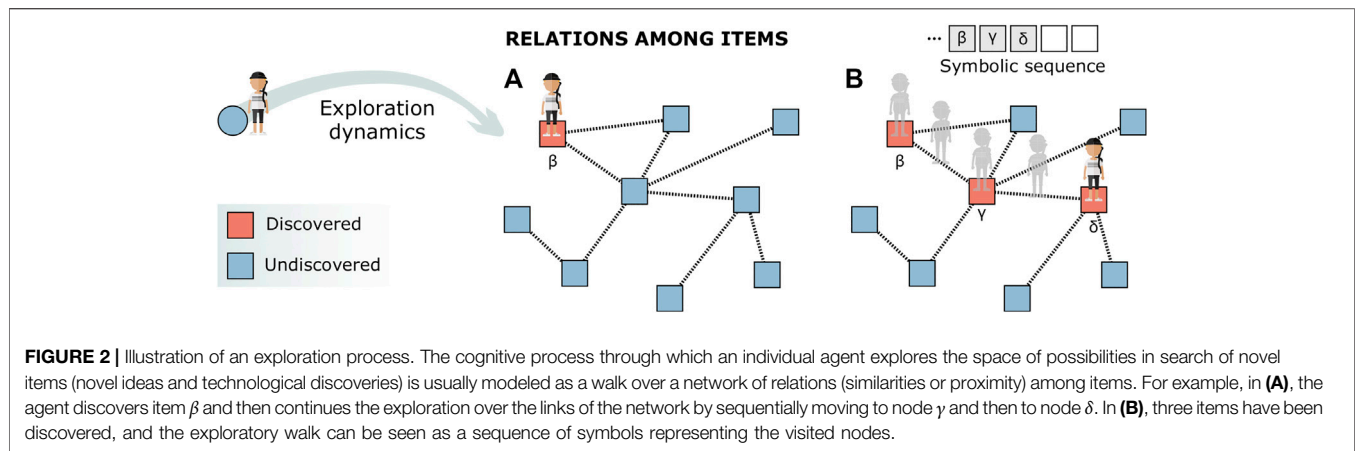 RELATIONS AMONG ITEMS
... β γ δ
Symbolic sequence
A
B
Exploration
dynamics
β
β
γ
δ
Discovered
Undiscovered
FIGURE 2 | Illustration of an exploration process. The cognitive process through which an individual agent explores the space of possibilities in search of novel
items (novel ideas and technological discoveries) is usually modeled as a walk over a network of relations (similarities or proximity) among items. For example, in (A), the
agent discovers item β and then continues the exploration over the links of the network by sequentially moving to node γ and then to node δ. In (B), three items have been
discovered, and the exploratory walk can be seen as a sequence of symbols representing the visited nodes.